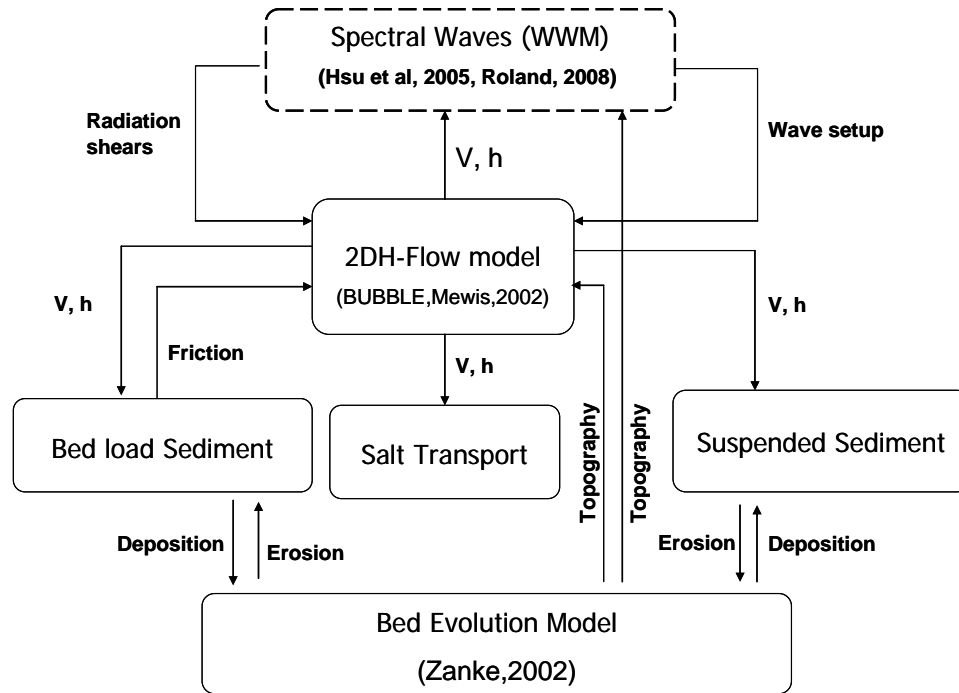 Spectral Waves (WWM)
(Hsu et al, 2005, Roland, 2008)
Radiation
shears
Wave setup
V, h
2DH-Flow model
(BUBBLE,Mewis,2002)
V, h
V, h
Friction
V, h
Bed load Sediment
Salt Transport
Topography
Topography
Suspended Sediment
Deposition
Erosion
Erosion
Deposition
Bed Evolution Model
(Zanke,2002)